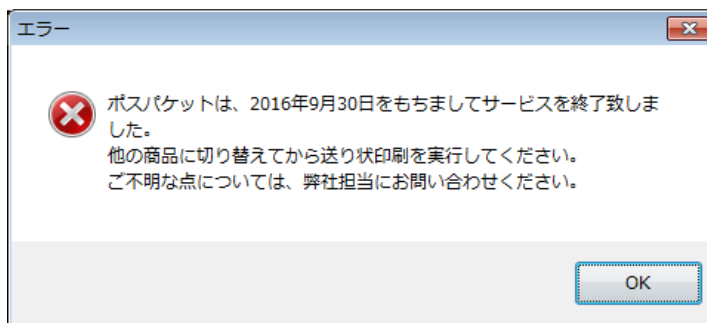 エラー
ポスパケットは、2016年9月30日をもちましてサービスを終了致しま
した。
他の商品に切り替えてから送り状印刷を実行してください。
ご不明な点については、弊社担当にお問い合わせください。
OK